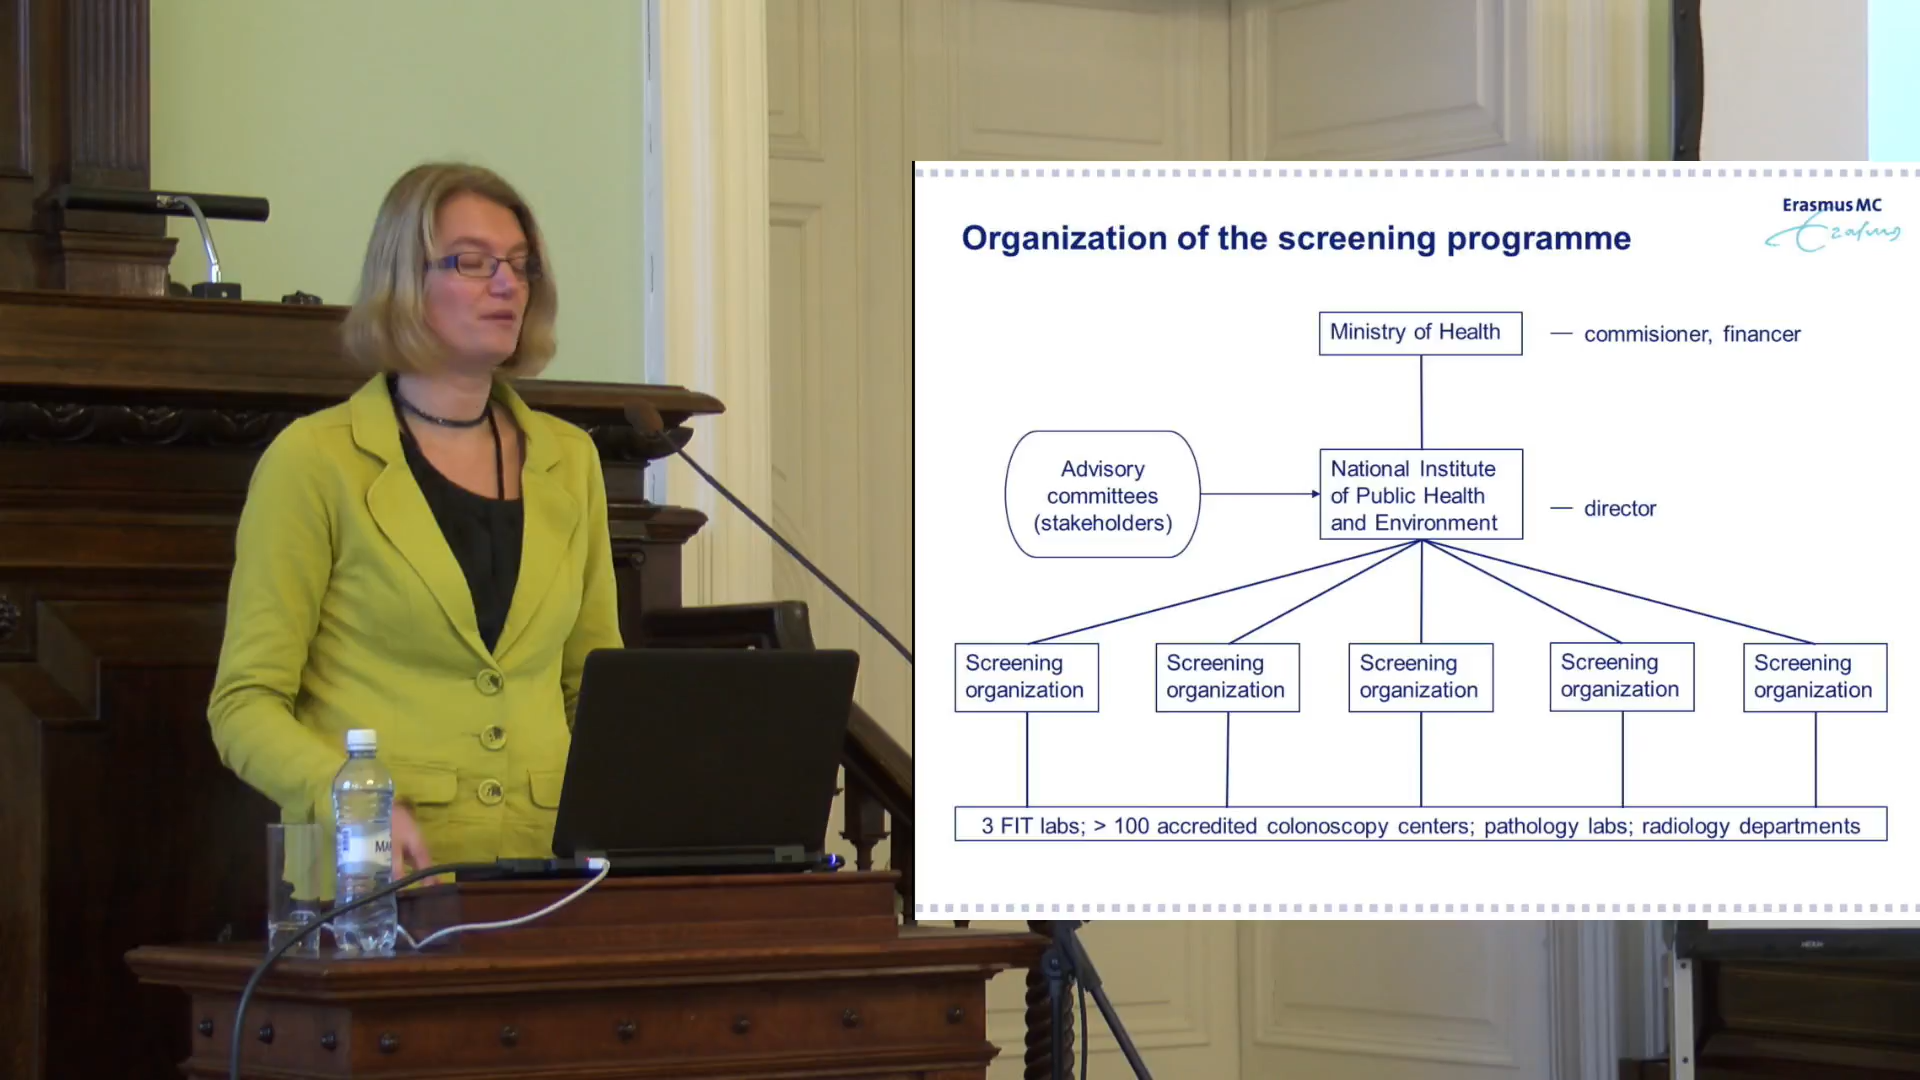 Erasmus MC
Erasmus
Organization of the screening programme
Ministry of Health
— commisioner, financer
Advisory
committees
(stakeholders)
National Institute
of Public Health
and Environment
— director
Screening
organization
Screening
organization
Screening
organization
Screening
organization
Screening
organization
3 FIT labs; > 100 accredited colonoscopy centers; pathology labs; radiology departments